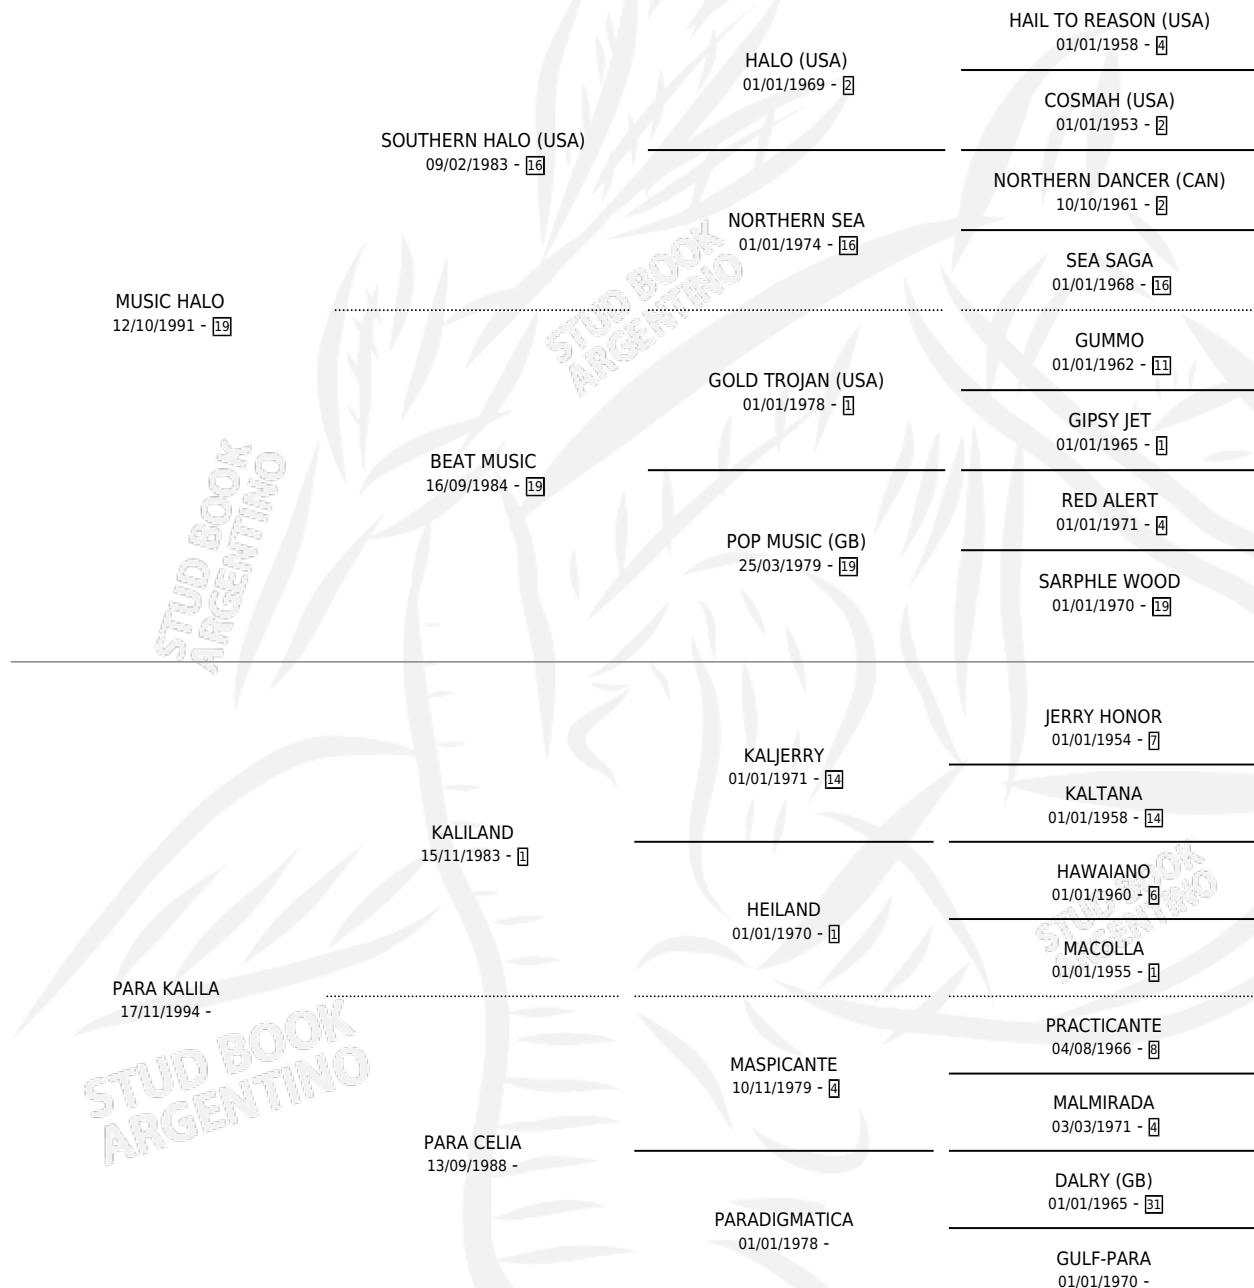 HAIL TO REASON (USA)
01/01/1958 - 4
HALO (USA)
01/01/1969 - 2
COSMAH (USA)
01/01/1953 - 2
SOUTHERN HALO (USA)
09/02/1983 - 16
NORTHERN DANCER (CAN)
10/10/1961 - 2
NORTHERN SEA
01/01/1974 - 16
SEA SAGA
01/01/1968 - 16
MUSIC HALO
12/10/1991 - 19
GUMMO
01/01/1962 - 11
GOLD TROJAN (USA)
01/01/1978 - 1
GIPSY JET
01/01/1965 - 1
BEAT MUSIC
16/09/1984 - 19
RED ALERT
01/01/1971 - 4
POP MUSIC (GB)
25/03/1979 - 19
SARPHLE WOOD
01/01/1970 - 19
JERRY HONOR
01/01/1954 - 7
KALJERRY
01/01/1971 - 14
KALTANA
01/01/1958 - 14
KALILAND
15/11/1983 - 1
HAWAIANO
01/01/1960 - 6
HEILAND
01/01/1970 - 1
MACOLLA
01/01/1955 - 1
PARA KALILA
17/11/1994 -
PRACTICANTE
04/08/1966 - 8
MASPICANTE
10/11/1979 - 4
MALMIRADA
03/03/1971 - 4
PARA CELIA
13/09/1988 -
DALRY (GB)
01/01/1965 - 31
PARADIGMATICA
01/01/1978 -
GULF-PARA
01/01/1970 -
STUD BOOK
ARGENTINO
STUD BOOK
ARGENTINO
STUD BOOK
ARGENTINO
STUD BOOK
ARGENTINO